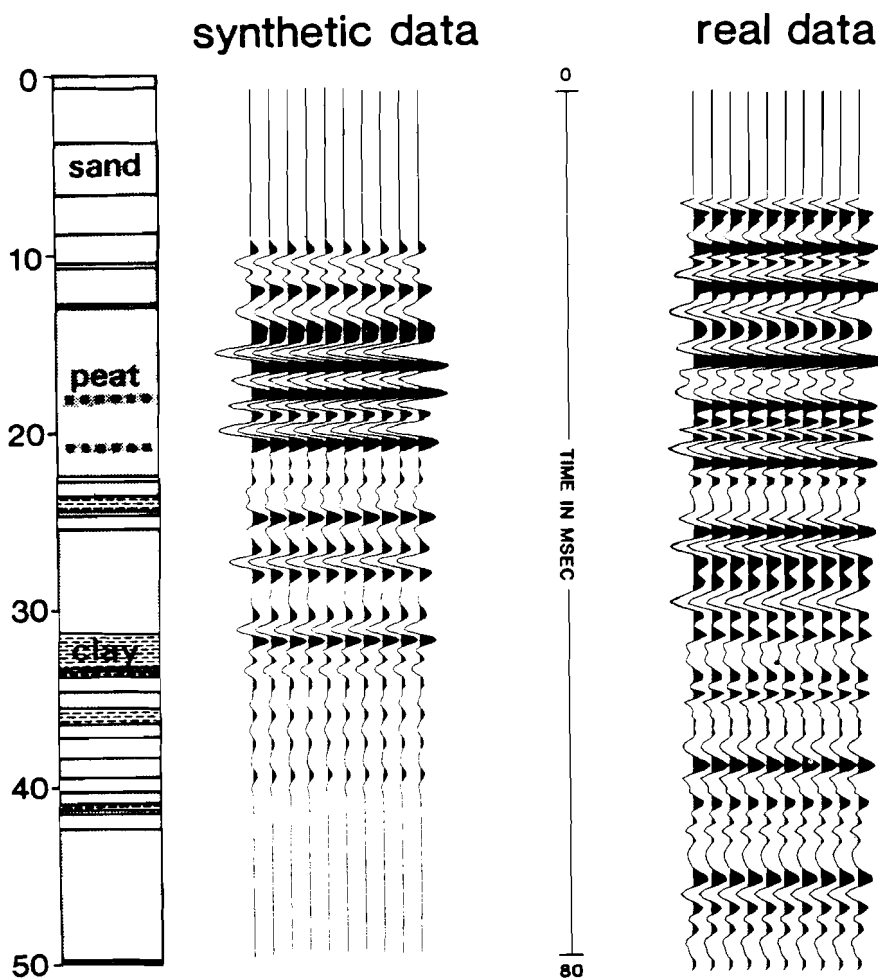 synthetic data
real data
0
10
20
30
40
50
sand
peat
clay
0
TIME IN MSEC
80